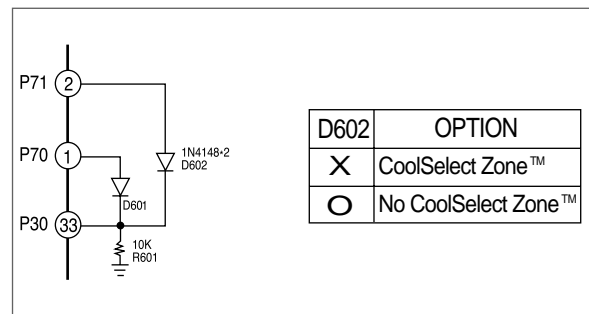 P71 2
P70 1
P30 33
1N4148*2
D602
D601
10K
R601
D602 OPTION
X CoolSelect Zone™
O No CoolSelect Zone™